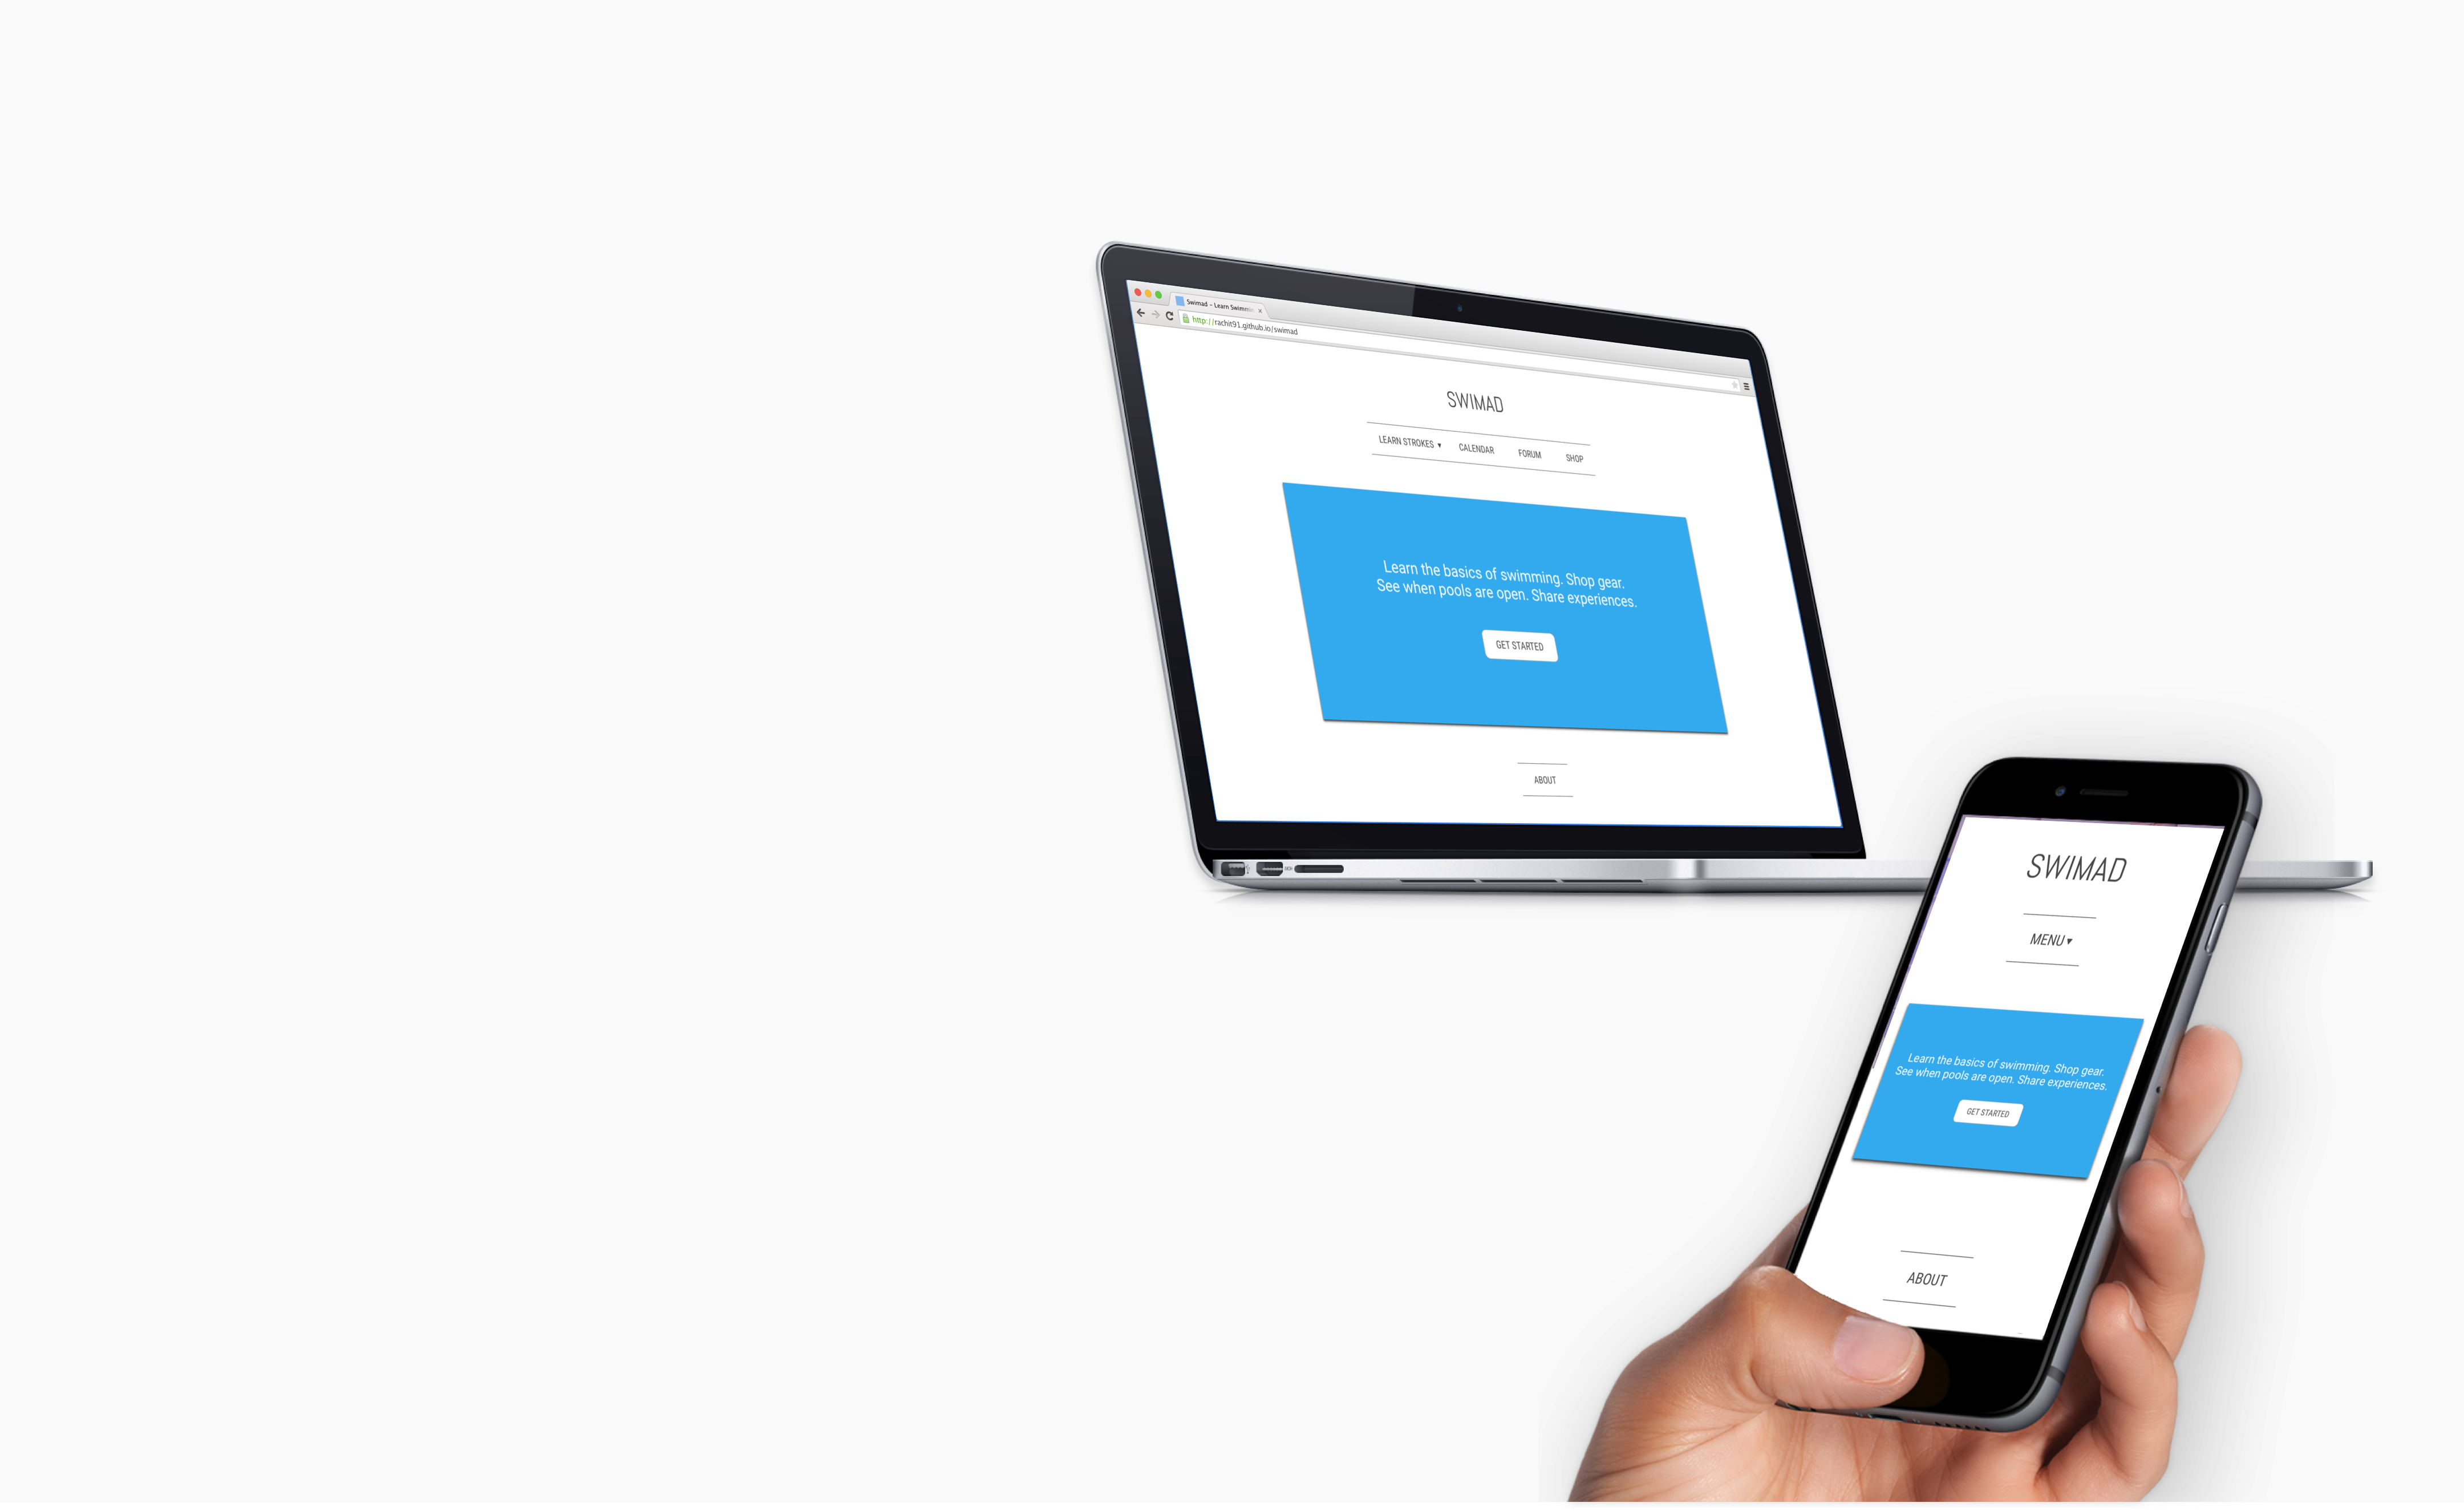 Swimad – Learn Swimmin
http://rachit91.github.io/swimad
SWIMAD
LEARN STROKES ▾ CALENDAR FORUM SHOP
Learn the basics of swimming. Shop gear.
See when pools are open. Share experiences.
GET STARTED
ABOUT
SWIMAD
MENU ▾
Learn the basics of swimming. Shop gear.
See when pools are open. Share experiences.
GET STARTED
ABOUT